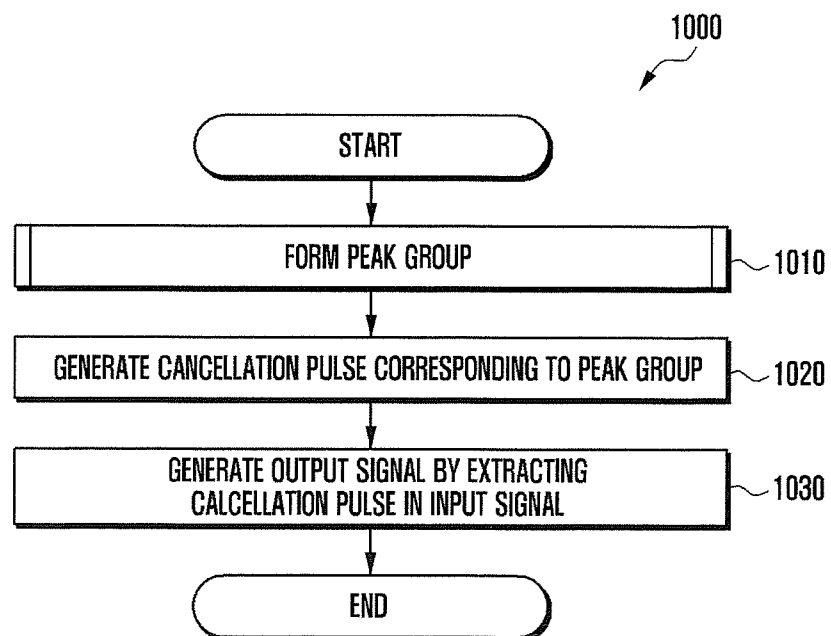 1000
START
FORM PEAK GROUP
1010
GENERATE CANCELLATION PULSE CORRESPONDING TO PEAK GROUP
1020
GENERATE OUTPUT SIGNAL BY EXTRACTING
CALCELLATION PULSE IN INPUT SIGNAL
1030
END